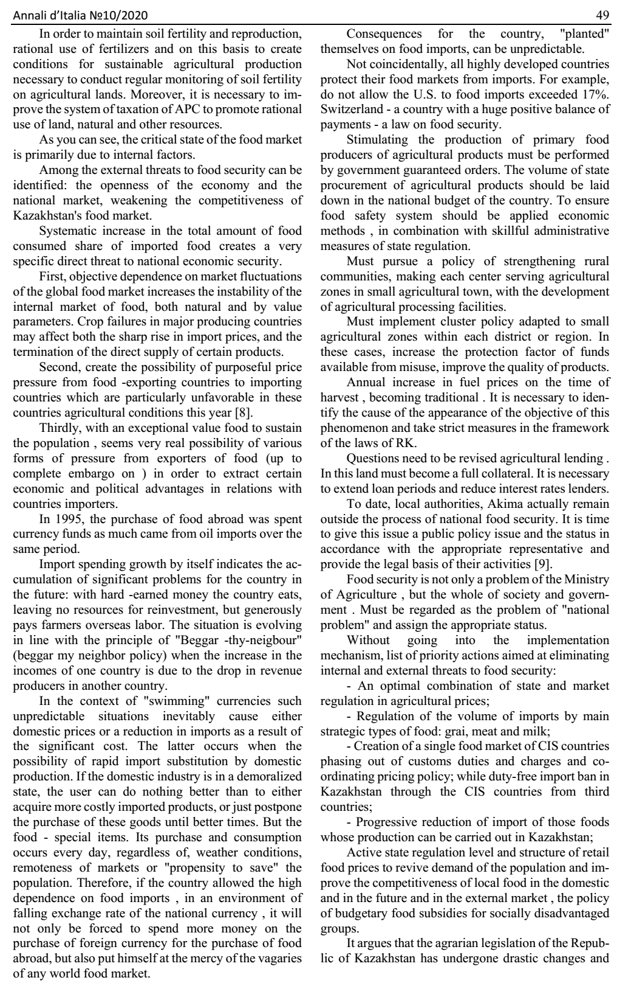 Annali d’Italia №10/2020 49
In order to maintain soil fertility and reproduction,
rational use of fertilizers and on this basis to create
conditions for sustainable agricultural production
necessary to conduct regular monitoring of soil fertility
on agricultural lands. Moreover, it is necessary to im-
prove the system of taxation of APC to promote rational
use of land, natural and other resources.
As you can see, the critical state of the food market
is primarily due to internal factors.
Among the external threats to food security can be
identified: the openness of the economy and the
national market, weakening the competitiveness of
Kazakhstan's food market.
Systematic increase in the total amount of food
consumed share of imported food creates a very
specific direct threat to national economic security.
First, objective dependence on market fluctuations
of the global food market increases the instability of the
internal market of food, both natural and by value
parameters. Crop failures in major producing countries
may affect both the sharp rise in import prices, and the
termination of the direct supply of certain products.
Second, create the possibility of purposeful price
pressure from food -exporting countries to importing
countries which are particularly unfavorable in these
countries agricultural conditions this year [8].
Thirdly, with an exceptional value food to sustain
the population , seems very real possibility of various
forms of pressure from exporters of food (up to
complete embargo on ) in order to extract certain
economic and political advantages in relations with
countries importers.
In 1995, the purchase of food abroad was spent
currency funds as much came from oil imports over the
same period.
Import spending growth by itself indicates the ac-
cumulation of significant problems for the country in
the future: with hard -earned money the country eats,
leaving no resources for reinvestment, but generously
pays farmers overseas labor. The situation is evolving
in line with the principle of "Beggar -thy-neigbour"
(beggar my neighbor policy) when the increase in the
incomes of one country is due to the drop in revenue
producers in another country.
In the context of "swimming" currencies such
unpredictable situations inevitably cause either
domestic prices or a reduction in imports as a result of
the significant cost. The latter occurs when the
possibility of rapid import substitution by domestic
production. If the domestic industry is in a demoralized
state, the user can do nothing better than to either
acquire more costly imported products, or just postpone
the purchase of these goods until better times. But the
food - special items. Its purchase and consumption
occurs every day, regardless of, weather conditions,
remoteness of markets or "propensity to save" the
population. Therefore, if the country allowed the high
dependence on food imports , in an environment of
falling exchange rate of the national currency , it will
not only be forced to spend more money on the
purchase of foreign currency for the purchase of food
abroad, but also put himself at the mercy of the vagaries
of any world food market.
Consequences for the country, "planted"
themselves on food imports, can be unpredictable.
Not coincidentally, all highly developed countries
protect their food markets from imports. For example,
do not allow the U.S. to food imports exceeded 17%.
Switzerland - a country with a huge positive balance of
payments - a law on food security.
Stimulating the production of primary food
producers of agricultural products must be performed
by government guaranteed orders. The volume of state
procurement of agricultural products should be laid
down in the national budget of the country. To ensure
food safety system should be applied economic
methods , in combination with skillful administrative
measures of state regulation.
Must pursue a policy of strengthening rural
communities, making each center serving agricultural
zones in small agricultural town, with the development
of agricultural processing facilities.
Must implement cluster policy adapted to small
agricultural zones within each district or region. In
these cases, increase the protection factor of funds
available from misuse, improve the quality of products.
Annual increase in fuel prices on the time of
harvest , becoming traditional . It is necessary to iden-
tify the cause of the appearance of the objective of this
phenomenon and take strict measures in the framework
of the laws of RK.
Questions need to be revised agricultural lending .
In this land must become a full collateral. It is necessary
to extend loan periods and reduce interest rates lenders.
To date, local authorities, Akima actually remain
outside the process of national food security. It is time
to give this issue a public policy issue and the status in
accordance with the appropriate representative and
provide the legal basis of their activities [9].
Food security is not only a problem of the Ministry
of Agriculture , but the whole of society and govern-
ment . Must be regarded as the problem of "national
problem" and assign the appropriate status.
Without going into the implementation
mechanism, list of priority actions aimed at eliminating
internal and external threats to food security:
- An optimal combination of state and market
regulation in agricultural prices;
- Regulation of the volume of imports by main
strategic types of food: grai, meat and milk;
- Creation of a single food market of CIS countries
phasing out of customs duties and charges and co-
ordinating pricing policy; while duty-free import ban in
Kazakhstan through the CIS countries from third
countries;
- Progressive reduction of import of those foods
whose production can be carried out in Kazakhstan;
Active state regulation level and structure of retail
food prices to revive demand of the population and im-
prove the competitiveness of local food in the domestic
and in the future and in the external market , the policy
of budgetary food subsidies for socially disadvantaged
groups.
It argues that the agrarian legislation of the Repub-
lic of Kazakhstan has undergone drastic changes and